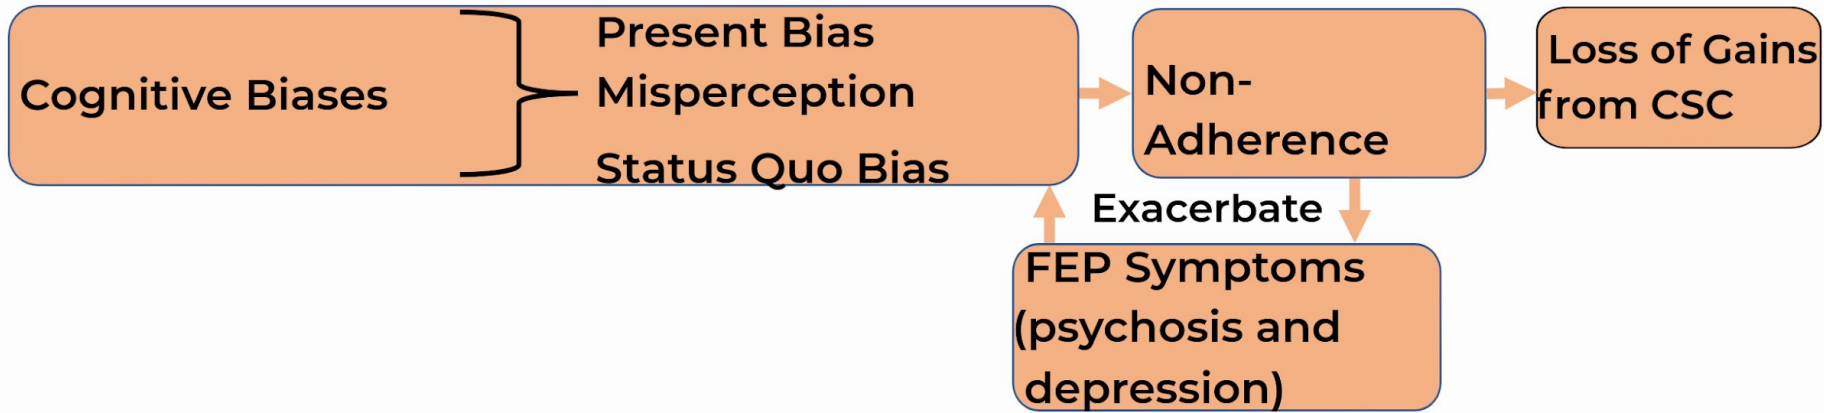 Cognitive Biases
Present Bias
Misperception
Status Quo Bias
Non-
Adherence
Loss of Gains
from CSC
Exacerbate
FEP Symptoms
(psychosis and
depression)